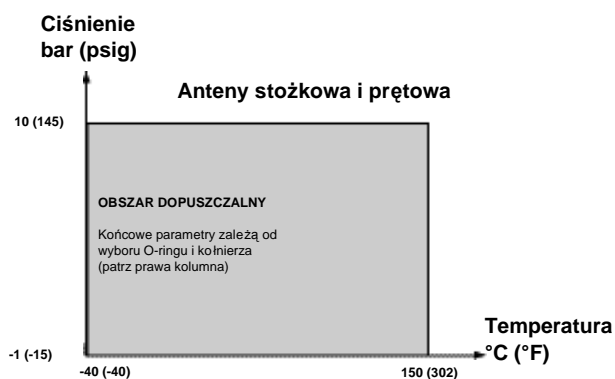 Ciśnienie
bar (psig)
Anteny stożkowa i prętowa
10 (145)
OBSZAR DOPUSZCZALNY
Końcowe parametry zależą od
wyboru O-ringu i kołnierza
(patrz prawa kolumna)
Temperatura
°C (°F)
-1 (-15)
-40 (-40)
150 (302)